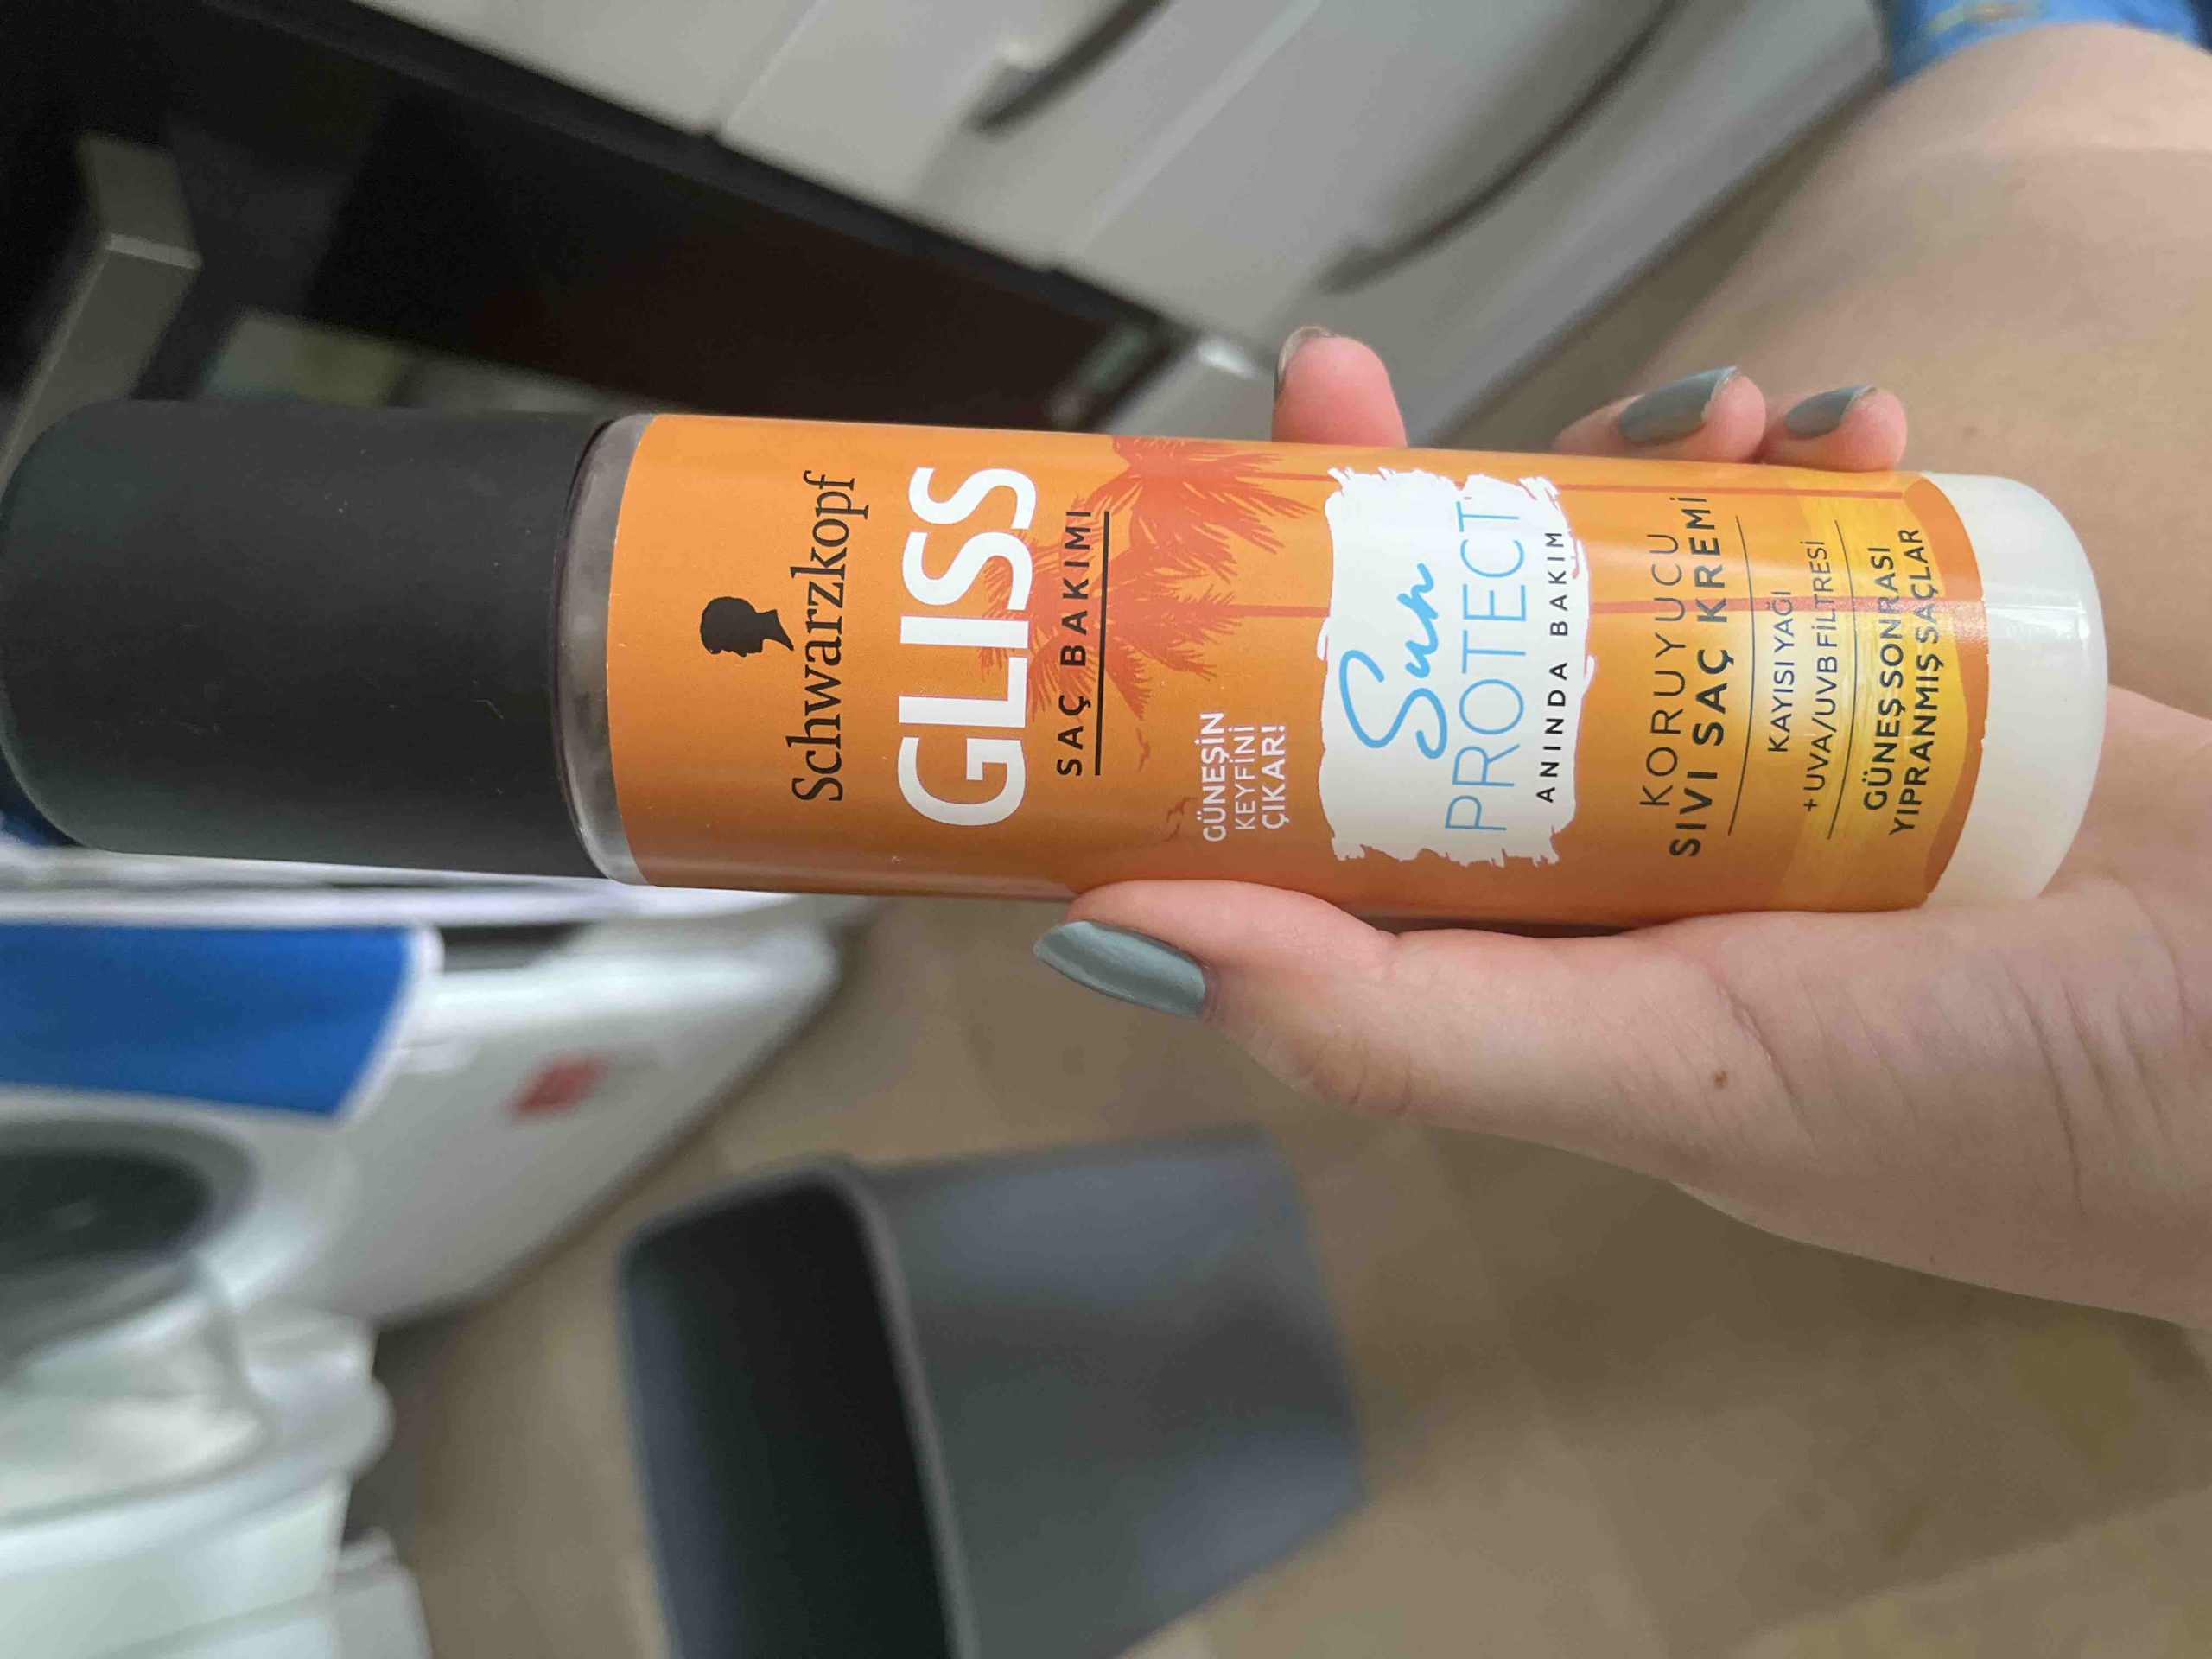 Schwarzkopf
GLISS
SAÇ BAKIMI
GÜNEŞİN
KEYFİNİ
ÇIKAR!
Sun
PROTECT
ANINDA BAKIM
KORUYUCU
SIVI SAÇ KREMİ
KAYISI YAĞI
+ UVA/UVB FİLTRESİ
GÜNEŞ SONRASI
YIPRANMIŞ SAÇLAR